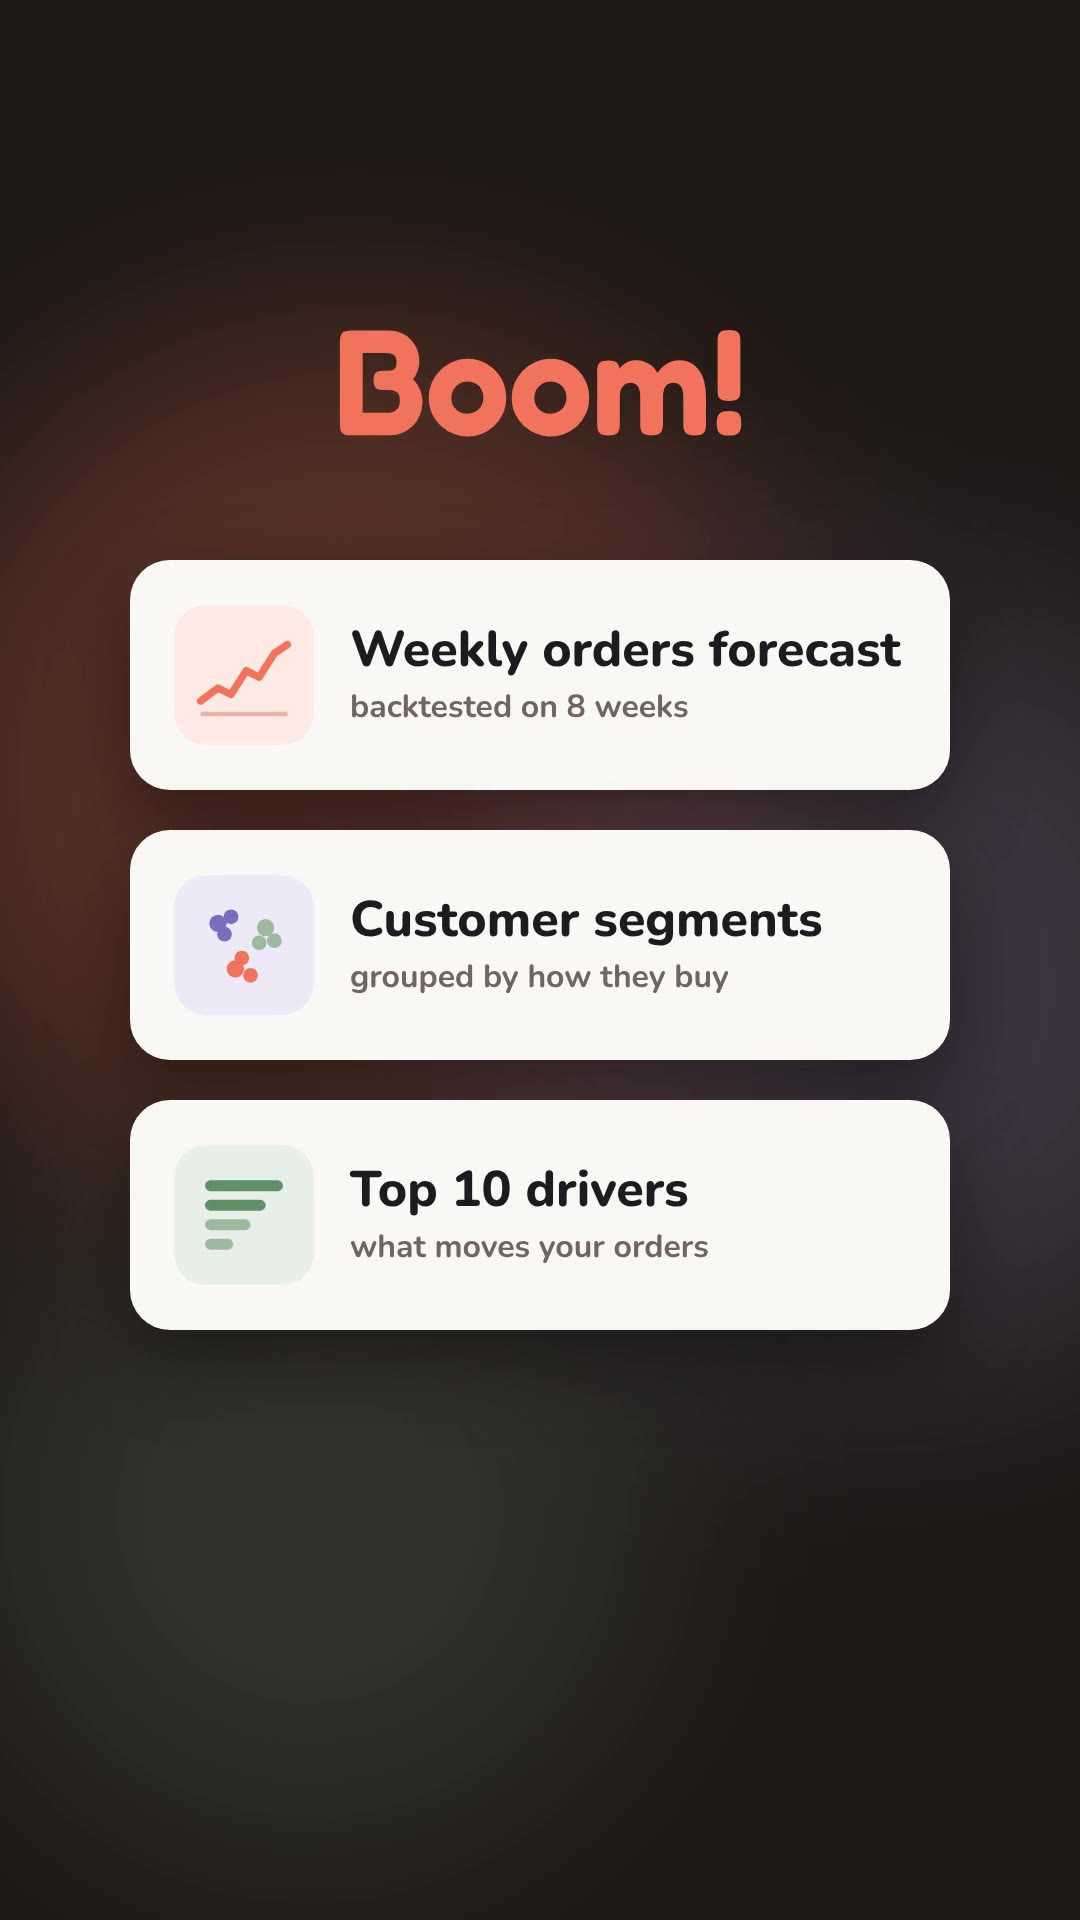 Boom!
Weekly orders forecast
backtested on 8 weeks
Customer segments
grouped by how they buy
Top 10 drivers
what moves your orders